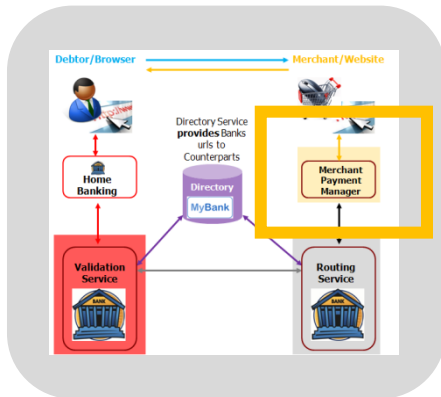 Debtor/Browser
Merchant/Website
Directory Service
provides Banks
urls to
Counterparts
Home
Banking
Directory
MyBank
Merchant
Payment
Manager
Validation
Service
BANK
Routing
Service
BANK